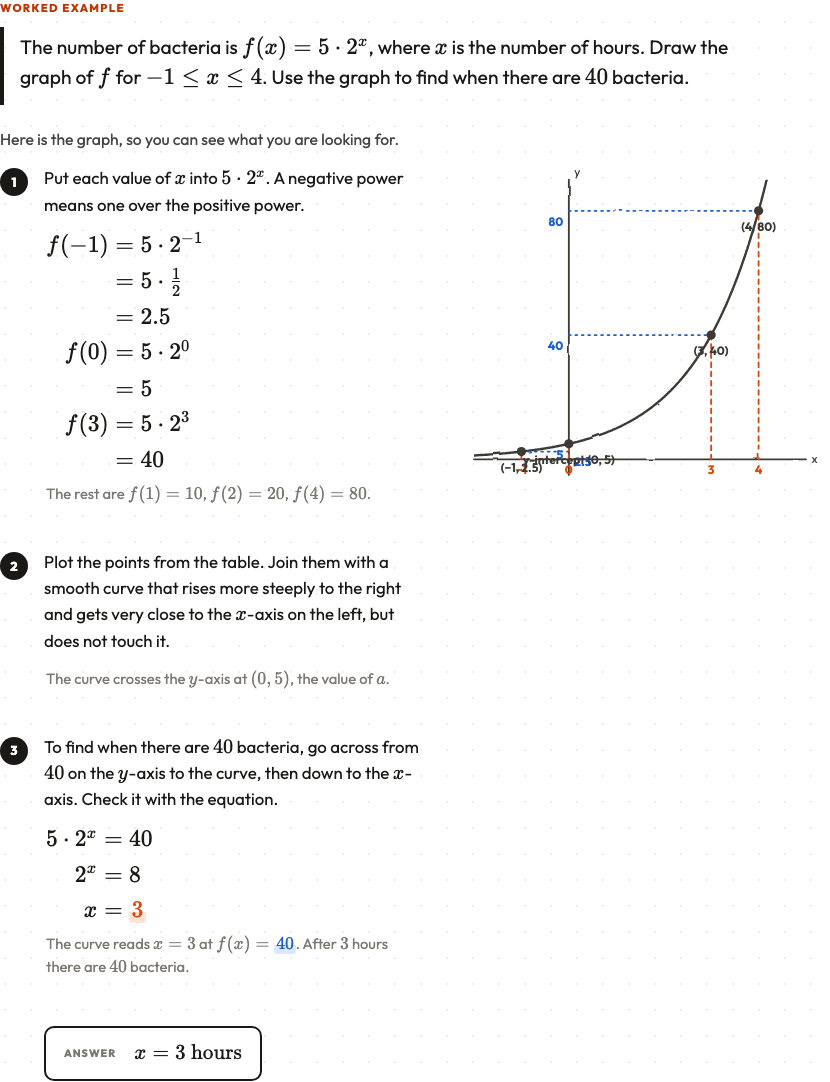 WORKED EXAMPLE
The number of bacteria is f(x) = 5 · 2^x, where x is the number of hours. Draw the
graph of f for −1 ≤ x ≤ 4. Use the graph to find when there are 40 bacteria.
Here is the graph, so you can see what you are looking for.
1
Put each value of x into 5 · 2^x. A negative power
means one over the positive power.
f(−1) = 5 · 2^−1
= 5 · 1/2
= 2.5
f(0) = 5 · 2^0
= 5
f(3) = 5 · 2^3
= 40
The rest are f(1) = 10, f(2) = 20, f(4) = 80.
y
80
(4, 80)
40
(3, 40)
5
2.5
y-intercept (0, 5)
(−1, 2.5)
0
3
4
x
2
Plot the points from the table. Join them with a
smooth curve that rises more steeply to the right
and gets very close to the x-axis on the left, but
does not touch it.
The curve crosses the y-axis at (0, 5), the value of a.
3
To find when there are 40 bacteria, go across from
40 on the y-axis to the curve, then down to the x-
axis. Check it with the equation.
5 · 2^x = 40
2^x = 8
x = 3
The curve reads x = 3 at f(x) = 40. After 3 hours
there are 40 bacteria.
ANSWER x = 3 hours